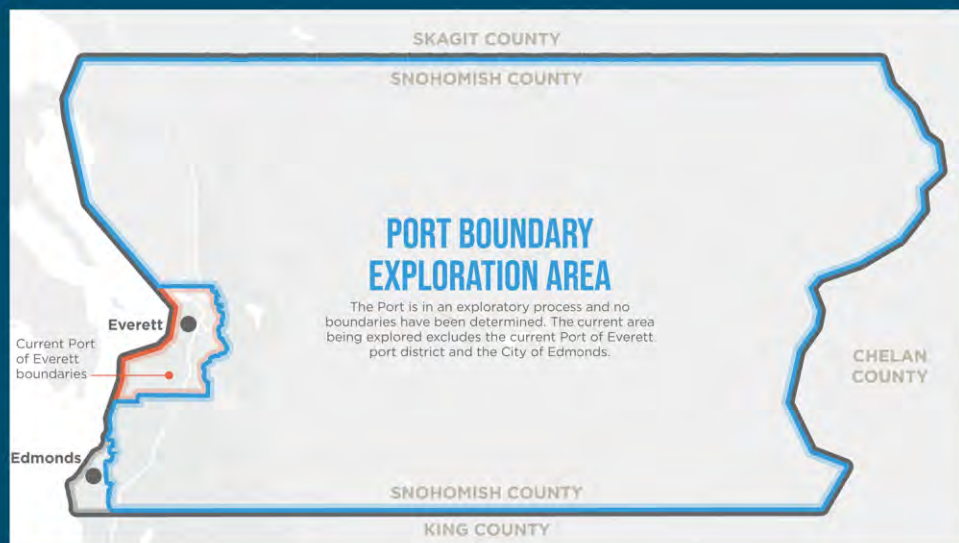 SKAGIT COUNTY
SNOHOMISH COUNTY
PORT BOUNDARY
EXPLORATION AREA
The Port is in an exploratory process and no
boundaries have been determined. The current area
being explored excludes the current Port of Everett
port district and the City of Edmonds.
Everett
Current Port
of Everett
boundaries
CHELAN
COUNTY
Edmonds
SNOHOMISH COUNTY
KING COUNTY